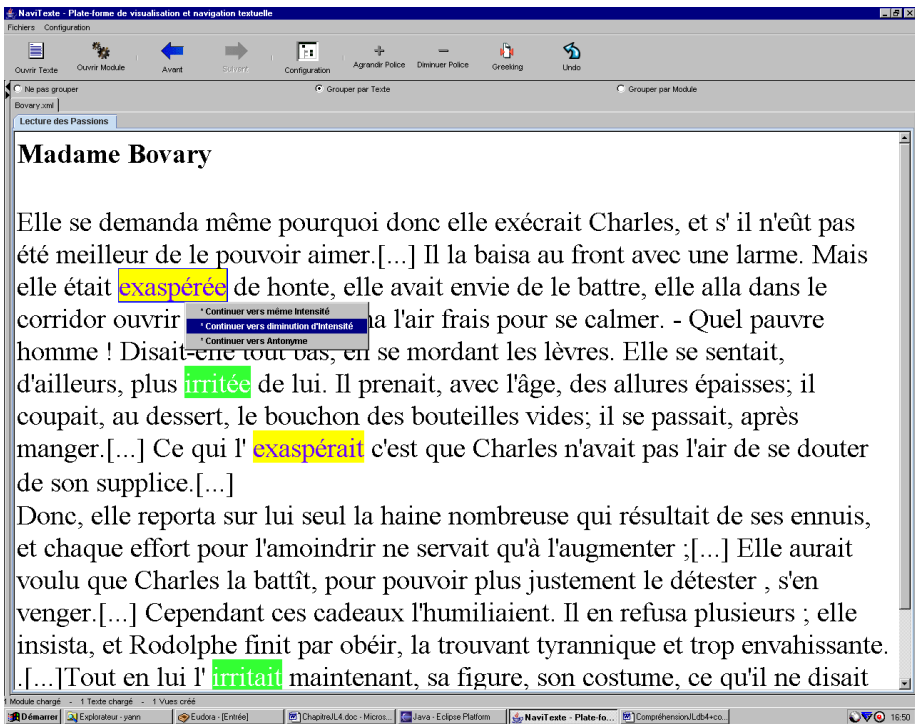 NaviTexte - Plate-forme de visualisation et navigation textuelle
Fichiers Configuration
Ouvrir Texte Ouvrir Module Avant Suivant Configuration Agrandir Police Diminuer Police Greeking Undo
Ne pas grouper Grouper par Texte Grouper par Module
Bovary.xml
Lecture des Passions
Madame Bovary
Elle se demanda même pourquoi donc elle exécrait Charles, et s' il n'eût pas
été meilleur de le pouvoir aimer.[...] Il la baisa au front avec une larme. Mais
elle était exaspérée de honte, elle avait envie de le battre, elle alla dans le
* Continuer vers même Intensité
corridor ouvrir a l'air frais pour se calmer. - Quel pauvre
* Continuer vers diminution d'Intensité
* Continuer vers Antonyme
homme ! Disait-elle tout bas, en se mordant les lèvres. Elle se sentait,
d'ailleurs, plus irritée de lui. Il prenait, avec l'âge, des allures épaisses; il
coupait, au dessert, le bouchon des bouteilles vides; il se passait, après
manger.[...] Ce qui l' exaspérait c'est que Charles n'avait pas l'air de se douter
de son supplice.[...]
Donc, elle reporta sur lui seul la haine nombreuse qui résultait de ses ennuis,
et chaque effort pour l'amoindrir ne servait qu'à l'augmenter ;[...] Elle aurait
voulu que Charles la battît, pour pouvoir plus justement le détester , s'en
venger.[...] Cependant ces cadeaux l'humiliaient. Il en refusa plusieurs ; elle
insista, et Rodolphe finit par obéir, la trouvant tyrannique et trop envahissante.
.[...]Tout en lui l' irritait maintenant, sa figure, son costume, ce qu'il ne disait
1 Module chargé - 1 Texte chargé - 1 Vues créé
Démarrer Explorateur - yann Eudora - [Entrée] ChapitreJL4.doc - Micros... Java - Eclipse Platform NaviTexte - Plate-fo... CompréhensionJLdb4+co... 16:50